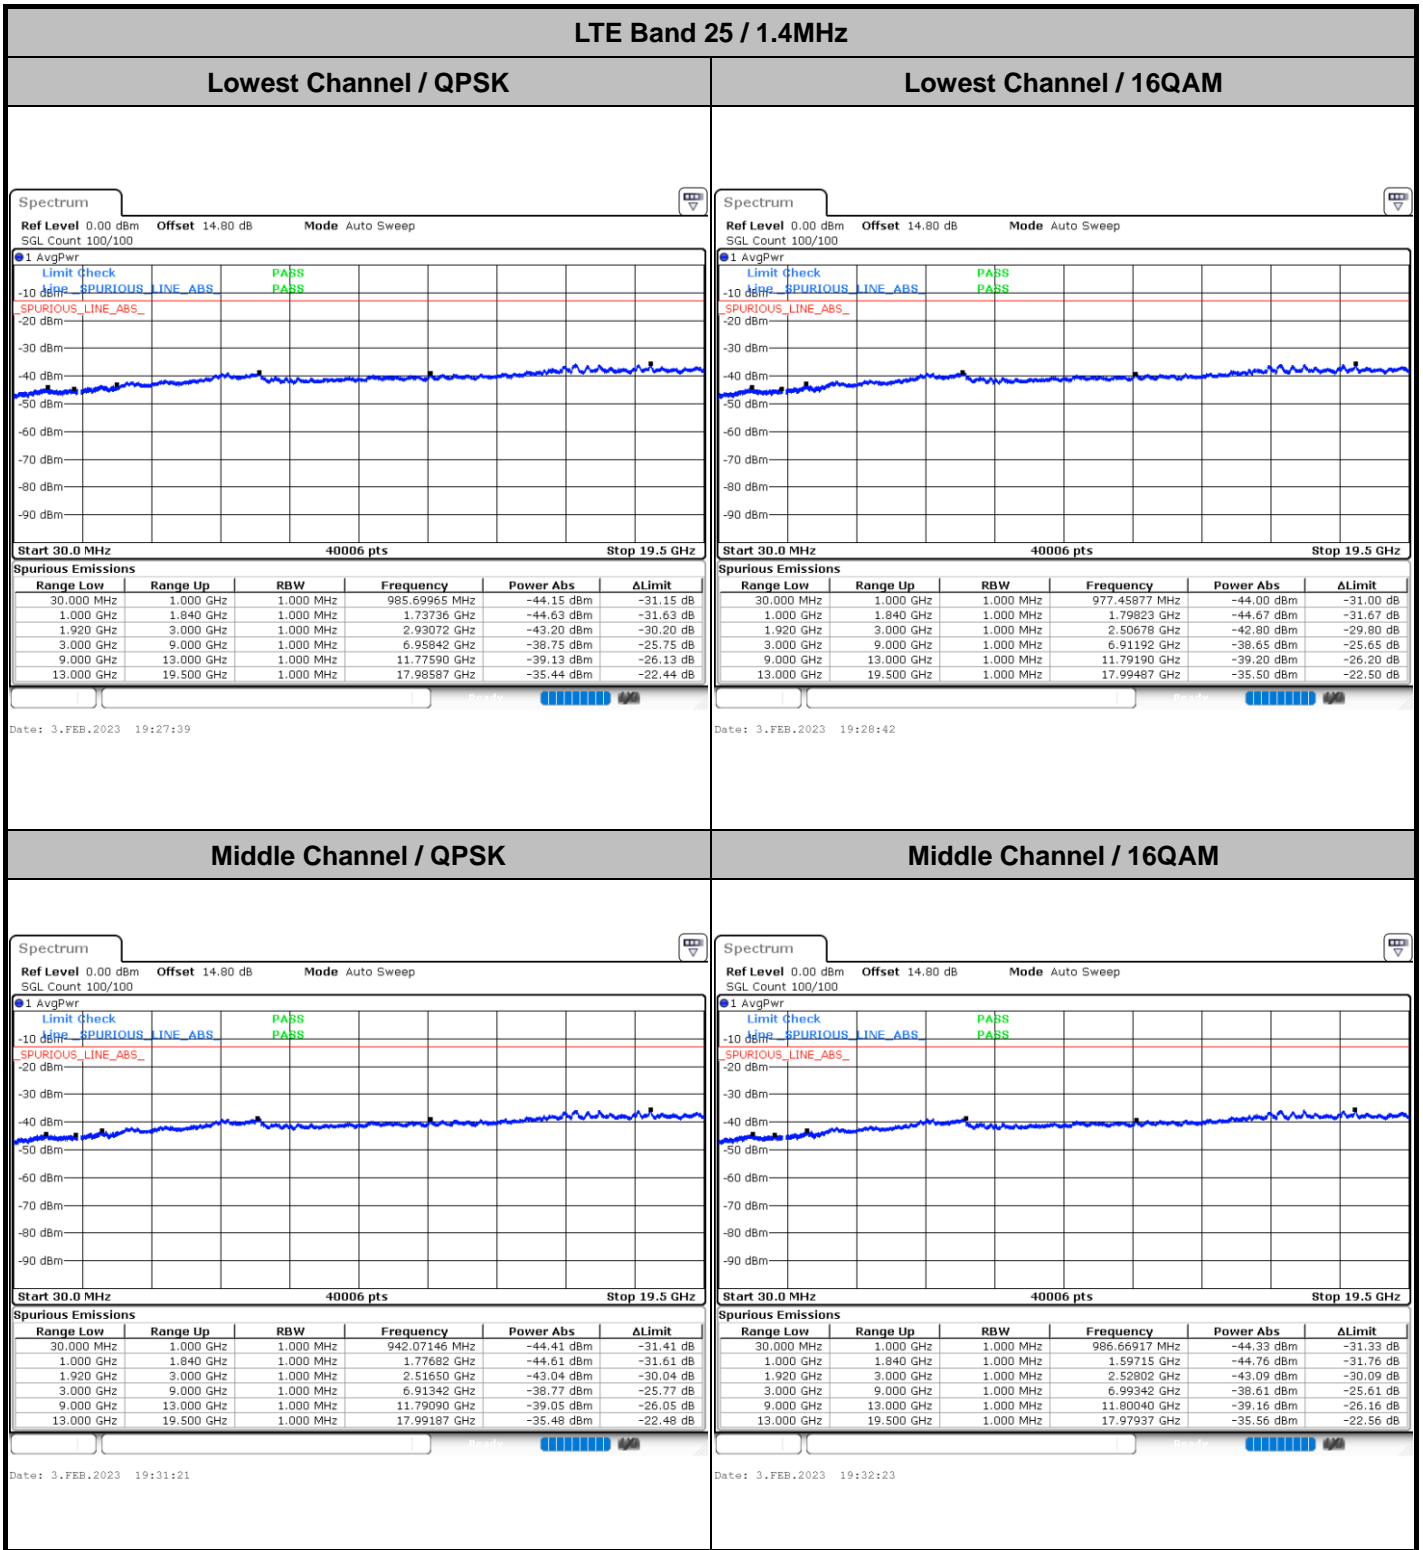 LTE Band 25 / 1.4MHz
Lowest Channel / QPSK
Lowest Channel / 16QAM
Spectrum
Ref Level 0.00 dBm Offset 14.80 dB Mode Auto Sweep
SGL Count 100/100
1 AvgPwr
Limit Check PASS
Line _SPURIOUS_LINE_ABS_ PASS
-10 dBm
_SPURIOUS_LINE_ABS_
-20 dBm
-30 dBm
-40 dBm
-50 dBm
-60 dBm
-70 dBm
-80 dBm
-90 dBm
Start 30.0 MHz 40006 pts Stop 19.5 GHz
Spurious Emissions
Range Low Range Up RBW Frequency Power Abs ΔLimit
30.000 MHz 1.000 GHz 1.000 MHz 985.69965 MHz -44.15 dBm -31.15 dB
1.000 GHz 1.840 GHz 1.000 MHz 1.73736 GHz -44.63 dBm -31.63 dB
1.920 GHz 3.000 GHz 1.000 MHz 2.93072 GHz -43.20 dBm -30.20 dB
3.000 GHz 9.000 GHz 1.000 MHz 6.95842 GHz -38.75 dBm -25.75 dB
9.000 GHz 13.000 GHz 1.000 MHz 11.77590 GHz -39.13 dBm -26.13 dB
13.000 GHz 19.500 GHz 1.000 MHz 17.98587 GHz -35.44 dBm -22.44 dB
Ready
Date: 3.FEB.2023 19:27:39
Spectrum
Ref Level 0.00 dBm Offset 14.80 dB Mode Auto Sweep
SGL Count 100/100
1 AvgPwr
Limit Check PASS
Line _SPURIOUS_LINE_ABS_ PASS
-10 dBm
_SPURIOUS_LINE_ABS_
-20 dBm
-30 dBm
-40 dBm
-50 dBm
-60 dBm
-70 dBm
-80 dBm
-90 dBm
Start 30.0 MHz 40006 pts Stop 19.5 GHz
Spurious Emissions
Range Low Range Up RBW Frequency Power Abs ΔLimit
30.000 MHz 1.000 GHz 1.000 MHz 977.45877 MHz -44.00 dBm -31.00 dB
1.000 GHz 1.840 GHz 1.000 MHz 1.79823 GHz -44.67 dBm -31.67 dB
1.920 GHz 3.000 GHz 1.000 MHz 2.50678 GHz -42.80 dBm -29.80 dB
3.000 GHz 9.000 GHz 1.000 MHz 6.91192 GHz -38.65 dBm -25.65 dB
9.000 GHz 13.000 GHz 1.000 MHz 11.79190 GHz -39.20 dBm -26.20 dB
13.000 GHz 19.500 GHz 1.000 MHz 17.99487 GHz -35.50 dBm -22.50 dB
Ready
Date: 3.FEB.2023 19:28:42
Middle Channel / QPSK
Middle Channel / 16QAM
Spectrum
Ref Level 0.00 dBm Offset 14.80 dB Mode Auto Sweep
SGL Count 100/100
1 AvgPwr
Limit Check PASS
Line _SPURIOUS_LINE_ABS_ PASS
-10 dBm
_SPURIOUS_LINE_ABS_
-20 dBm
-30 dBm
-40 dBm
-50 dBm
-60 dBm
-70 dBm
-80 dBm
-90 dBm
Start 30.0 MHz 40006 pts Stop 19.5 GHz
Spurious Emissions
Range Low Range Up RBW Frequency Power Abs ΔLimit
30.000 MHz 1.000 GHz 1.000 MHz 942.07146 MHz -44.41 dBm -31.41 dB
1.000 GHz 1.840 GHz 1.000 MHz 1.77682 GHz -44.61 dBm -31.61 dB
1.920 GHz 3.000 GHz 1.000 MHz 2.51650 GHz -43.04 dBm -30.04 dB
3.000 GHz 9.000 GHz 1.000 MHz 6.91342 GHz -38.77 dBm -25.77 dB
9.000 GHz 13.000 GHz 1.000 MHz 11.79090 GHz -39.05 dBm -26.05 dB
13.000 GHz 19.500 GHz 1.000 MHz 17.99187 GHz -35.48 dBm -22.48 dB
Ready
Date: 3.FEB.2023 19:31:21
Spectrum
Ref Level 0.00 dBm Offset 14.80 dB Mode Auto Sweep
SGL Count 100/100
1 AvgPwr
Limit Check PASS
Line _SPURIOUS_LINE_ABS_ PASS
-10 dBm
_SPURIOUS_LINE_ABS_
-20 dBm
-30 dBm
-40 dBm
-50 dBm
-60 dBm
-70 dBm
-80 dBm
-90 dBm
Start 30.0 MHz 40006 pts Stop 19.5 GHz
Spurious Emissions
Range Low Range Up RBW Frequency Power Abs ΔLimit
30.000 MHz 1.000 GHz 1.000 MHz 986.66917 MHz -44.33 dBm -31.33 dB
1.000 GHz 1.840 GHz 1.000 MHz 1.59715 GHz -44.76 dBm -31.76 dB
1.920 GHz 3.000 GHz 1.000 MHz 2.52802 GHz -43.09 dBm -30.09 dB
3.000 GHz 9.000 GHz 1.000 MHz 6.99342 GHz -38.61 dBm -25.61 dB
9.000 GHz 13.000 GHz 1.000 MHz 11.80040 GHz -39.16 dBm -26.16 dB
13.000 GHz 19.500 GHz 1.000 MHz 17.97937 GHz -35.56 dBm -22.56 dB
Ready
Date: 3.FEB.2023 19:32:23